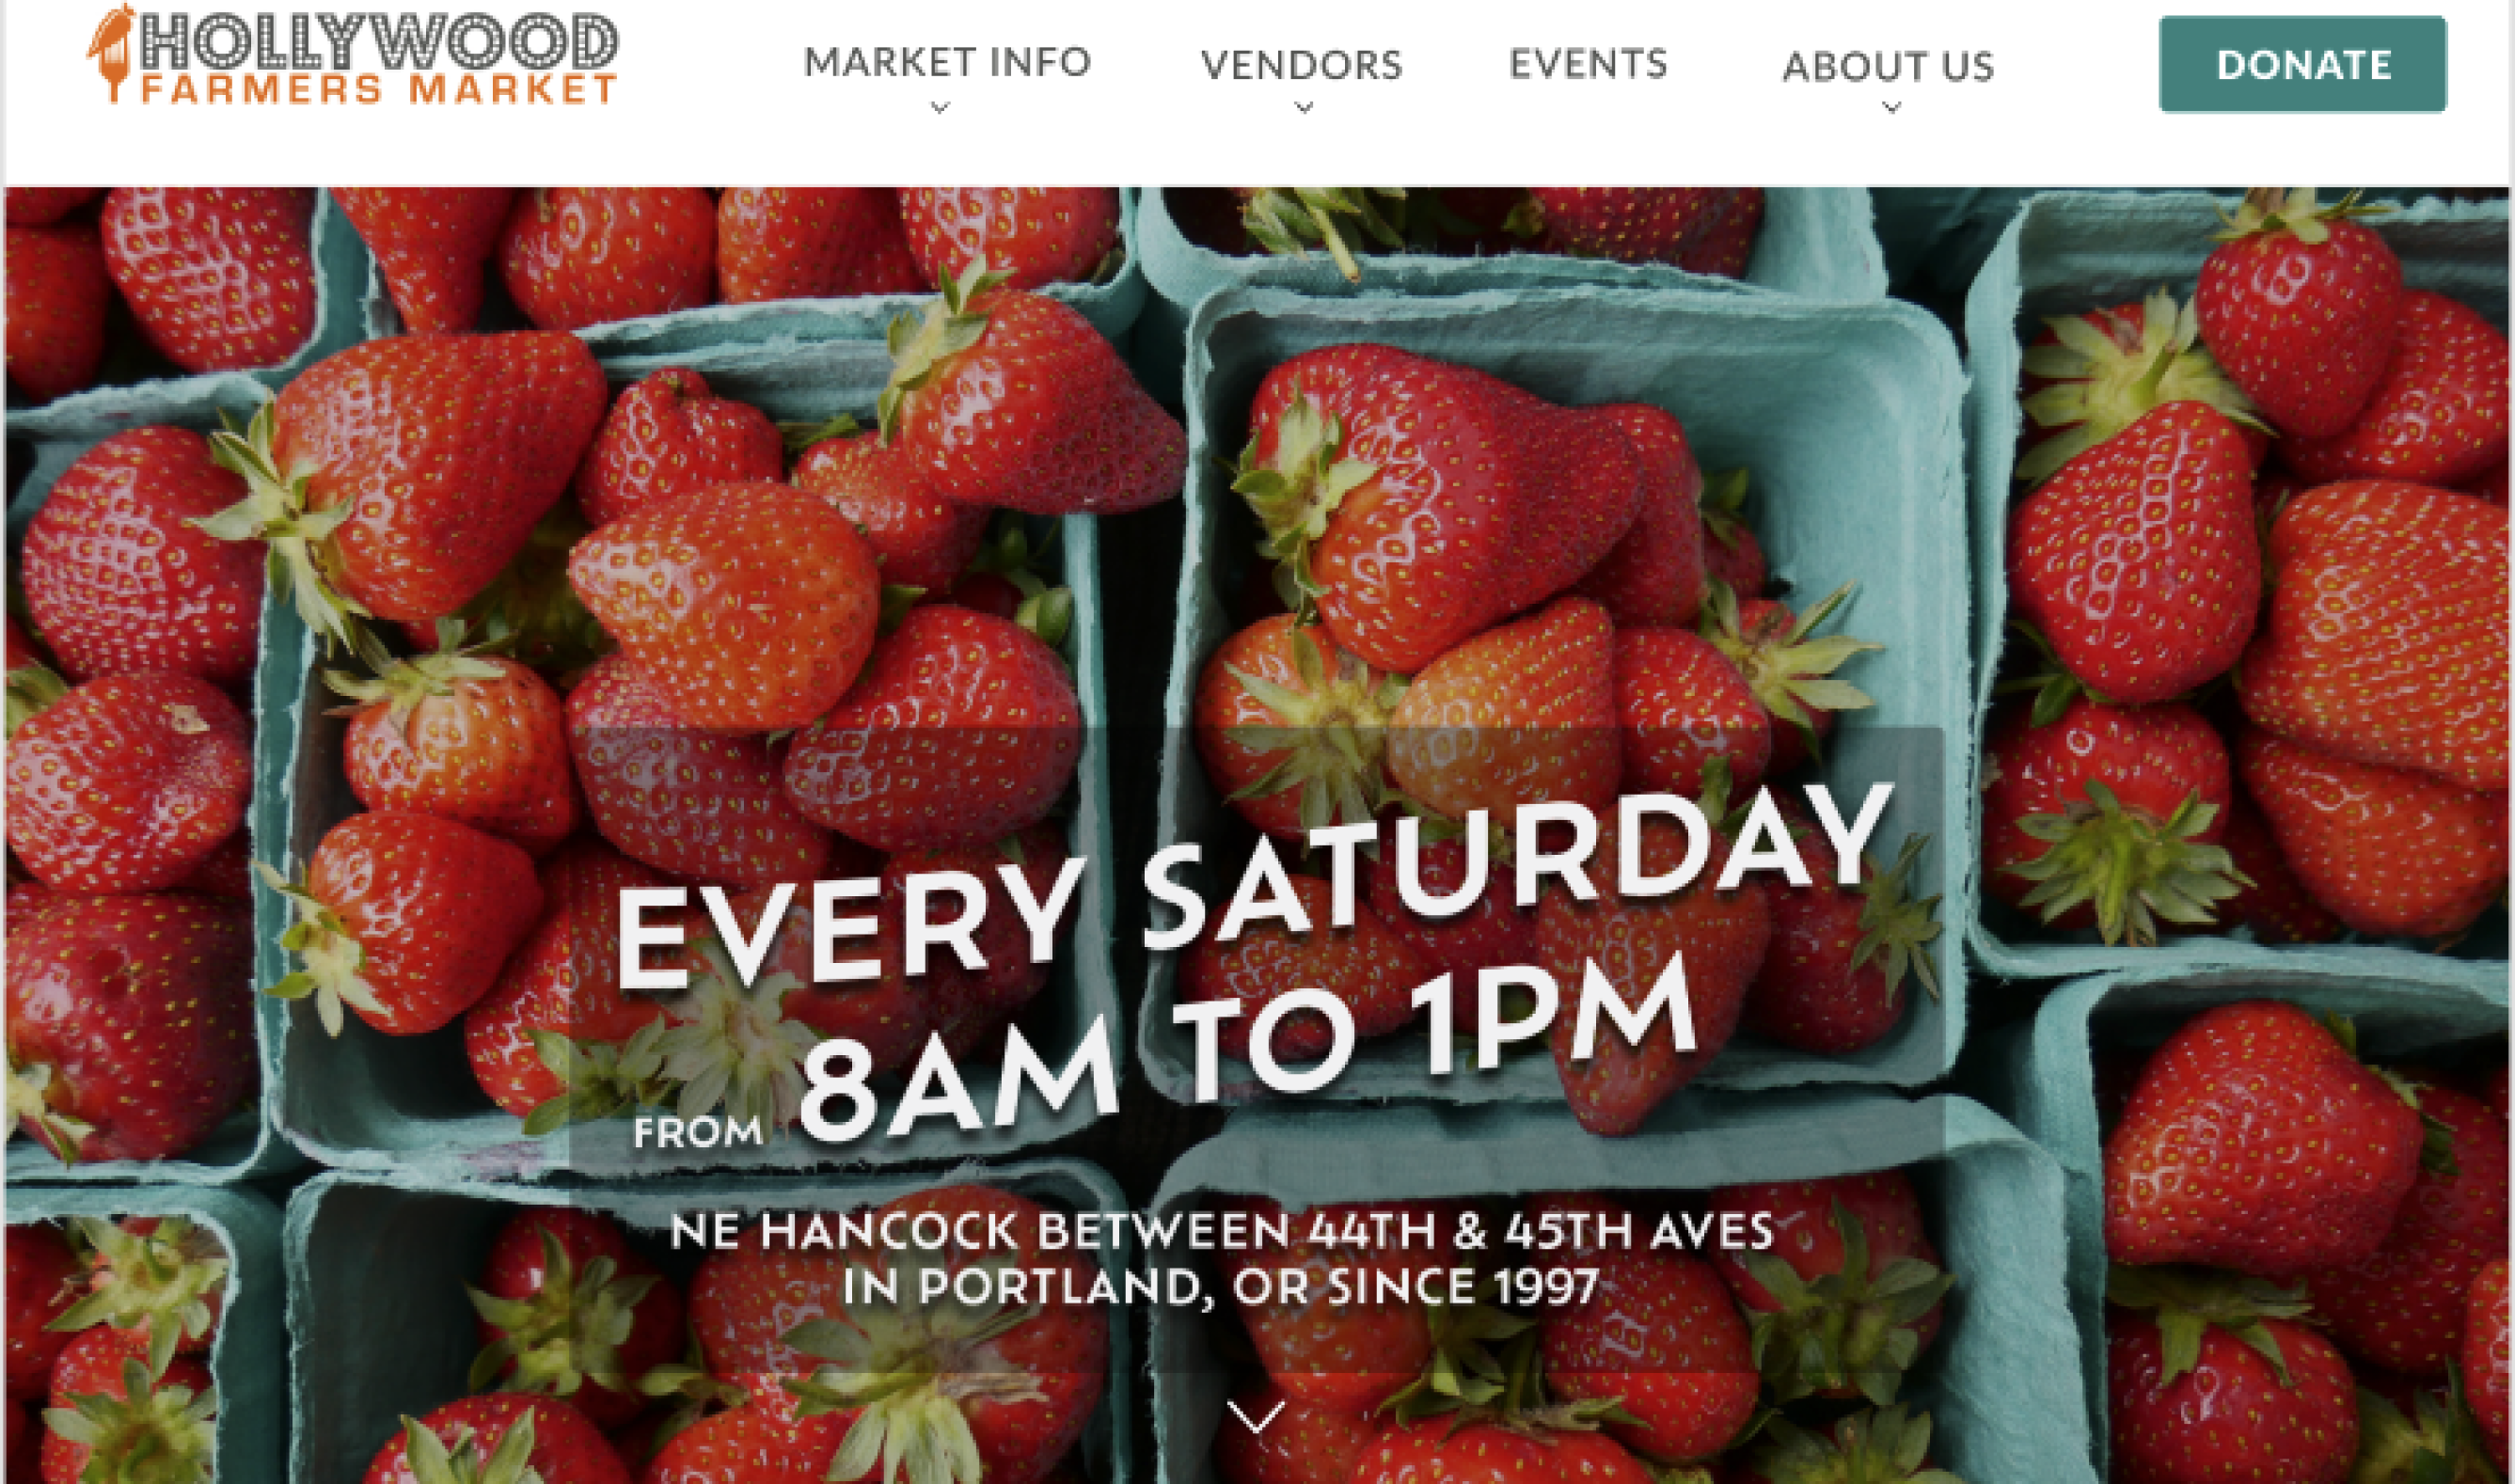 HOLLYWOOD
FARMERS MARKET
MARKET INFO
VENDORS
EVENTS
ABOUT US
DONATE
EVERY SATURDAY
FROM 8AM TO 1PM
NE HANCOCK BETWEEN 44TH & 45TH AVES
IN PORTLAND, OR SINCE 1997